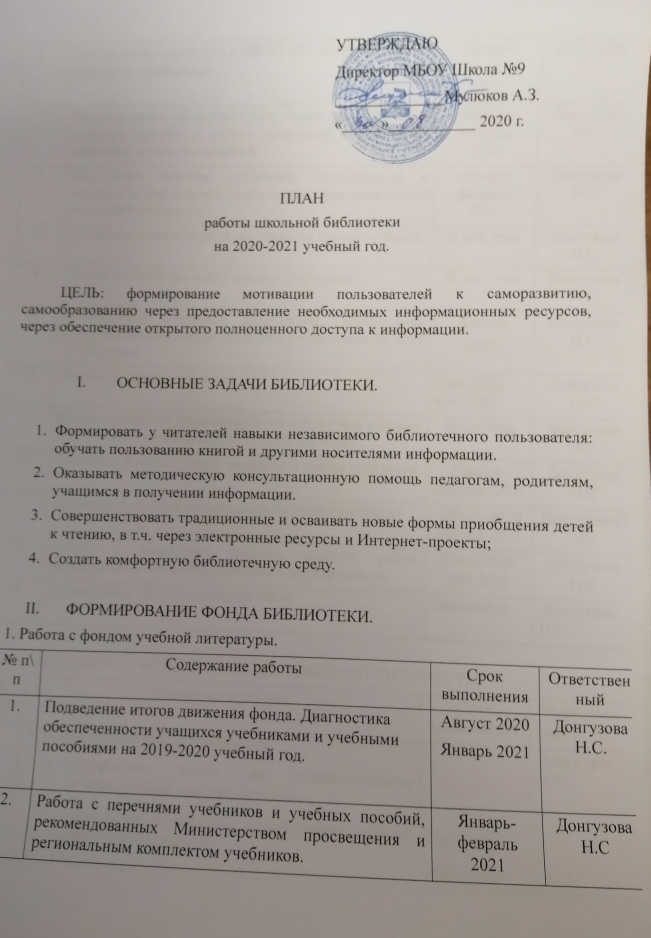 УТВЕРЖДАЮ
Директор МБОУ Школа №9
Мулюков А.З.
«30» 08 2020 г.
ПЛАН
работы школьной библиотеки
на 2020-2021 учебный год.
ЦЕЛЬ: формирование мотивации пользователей к саморазвитию,
самообразованию через предоставление необходимых информационных ресурсов,
через обеспечение открытого полноценного доступа к информации.
I. ОСНОВНЫЕ ЗАДАЧИ БИБЛИОТЕКИ.
1. Формировать у читателей навыки независимого библиотечного пользователя:
обучать пользованию книгой и другими носителями информации.
2. Оказывать методическую консультационную помощь педагогам, родителям,
учащимся в получении информации.
3. Совершенствовать традиционные и осваивать новые формы приобщения детей
к чтению, в т.ч. через электронные ресурсы и Интернет-проекты;
4. Создать комфортную библиотечную среду.
II. ФОРМИРОВАНИЕ ФОНДА БИБЛИОТЕКИ.
1. Работа с фондом учебной литературы.
№ п\
п
Содержание работы
Срок
выполнения
Ответствен
ный
1.
Подведение итогов движения фонда. Диагностика
обеспеченности учащихся учебниками и учебными
пособиями на 2019-2020 учебный год.
Август 2020
Январь 2021
Донгузова
Н.С.
2.
Работа с перечнями учебников и учебных пособий,
рекомендованных Министерством просвещения и
региональным комплектом учебников.
Январь-
февраль
2021
Донгузова
Н.С